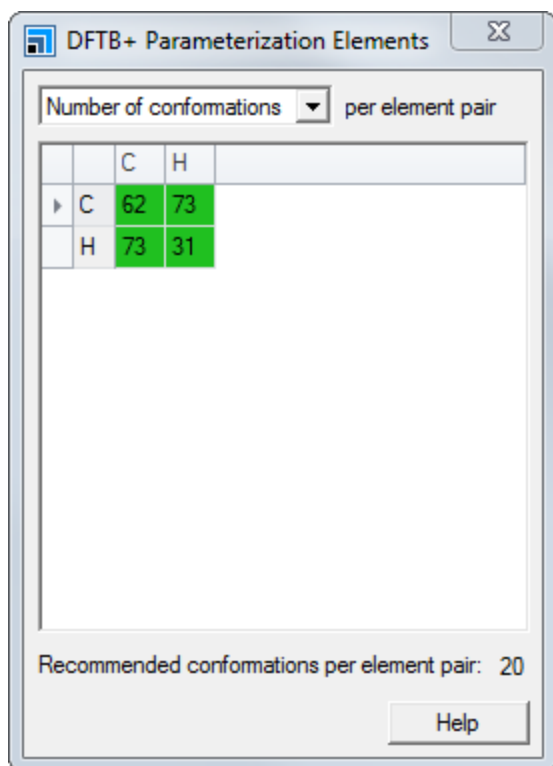 DFTB+ Parameterization Elements
Number of conformations per element pair
C H
C 62 73
H 73 31
Recommended conformations per element pair: 20
Help